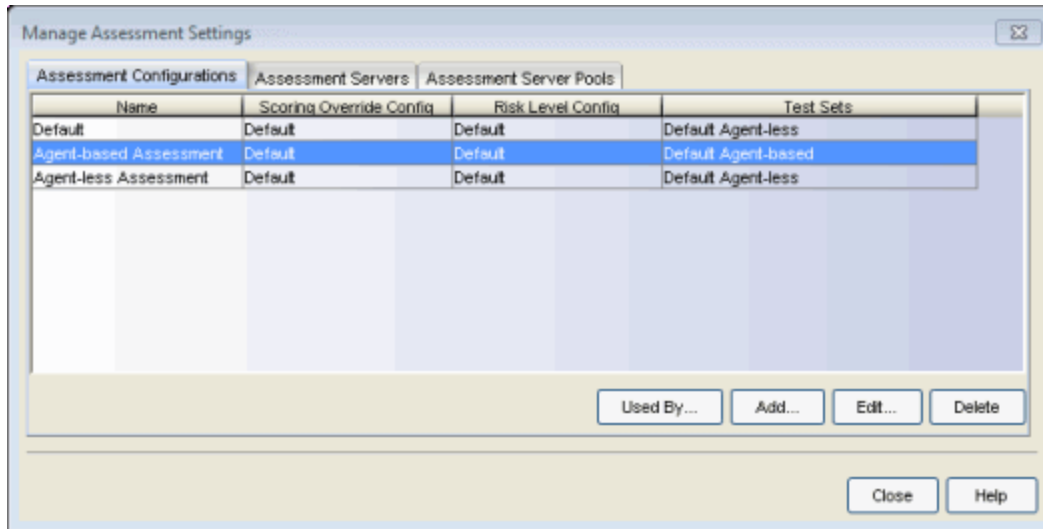 Manage Assessment Settings
Assessment Configurations Assessment Servers Assessment Server Pools
Name Scoring Override Config Risk Level Config Test Sets
Default Default Default Default Agent-less
Agent-based Assessment Default Default Default Agent-based
Agent-less Assessment Default Default Default Agent-less
Used By... Add... Edit... Delete
Close Help